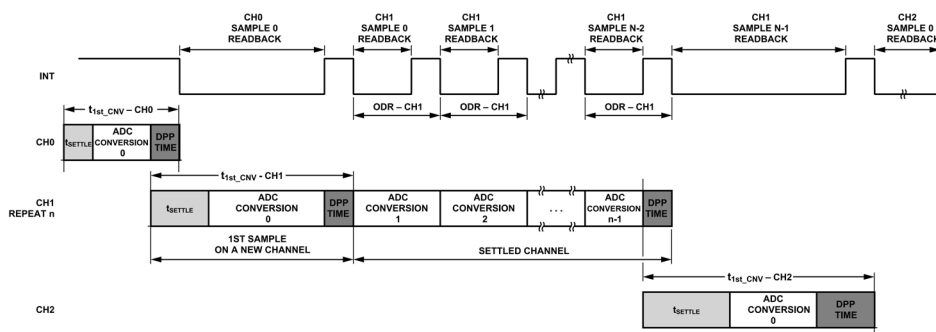 CH0
SAMPLE 0
READBACK
CH1
SAMPLE 0
READBACK
CH1
SAMPLE 1
READBACK
CH1
SAMPLE N-2
READBACK
CH1
SAMPLE N-1
READBACK
CH2
SAMPLE 0
READBACK
INT
ODR – CH1
ODR – CH1
ODR – CH1
t1st_CNV – CH0
CH0
tSETTLE
ADC
CONVERSION
0
DPP
TIME
t1st_CNV - CH1
CH1
REPEAT n
tSETTLE
ADC
CONVERSION
0
DPP
TIME
ADC
CONVERSION
1
ADC
CONVERSION
2
. . .
ADC
CONVERSION
n-1
DPP
TIME
1ST SAMPLE
ON A NEW CHANNEL
SETTLED CHANNEL
t1st_CNV – CH2
CH2
tSETTLE
ADC
CONVERSION
0
DPP
TIME